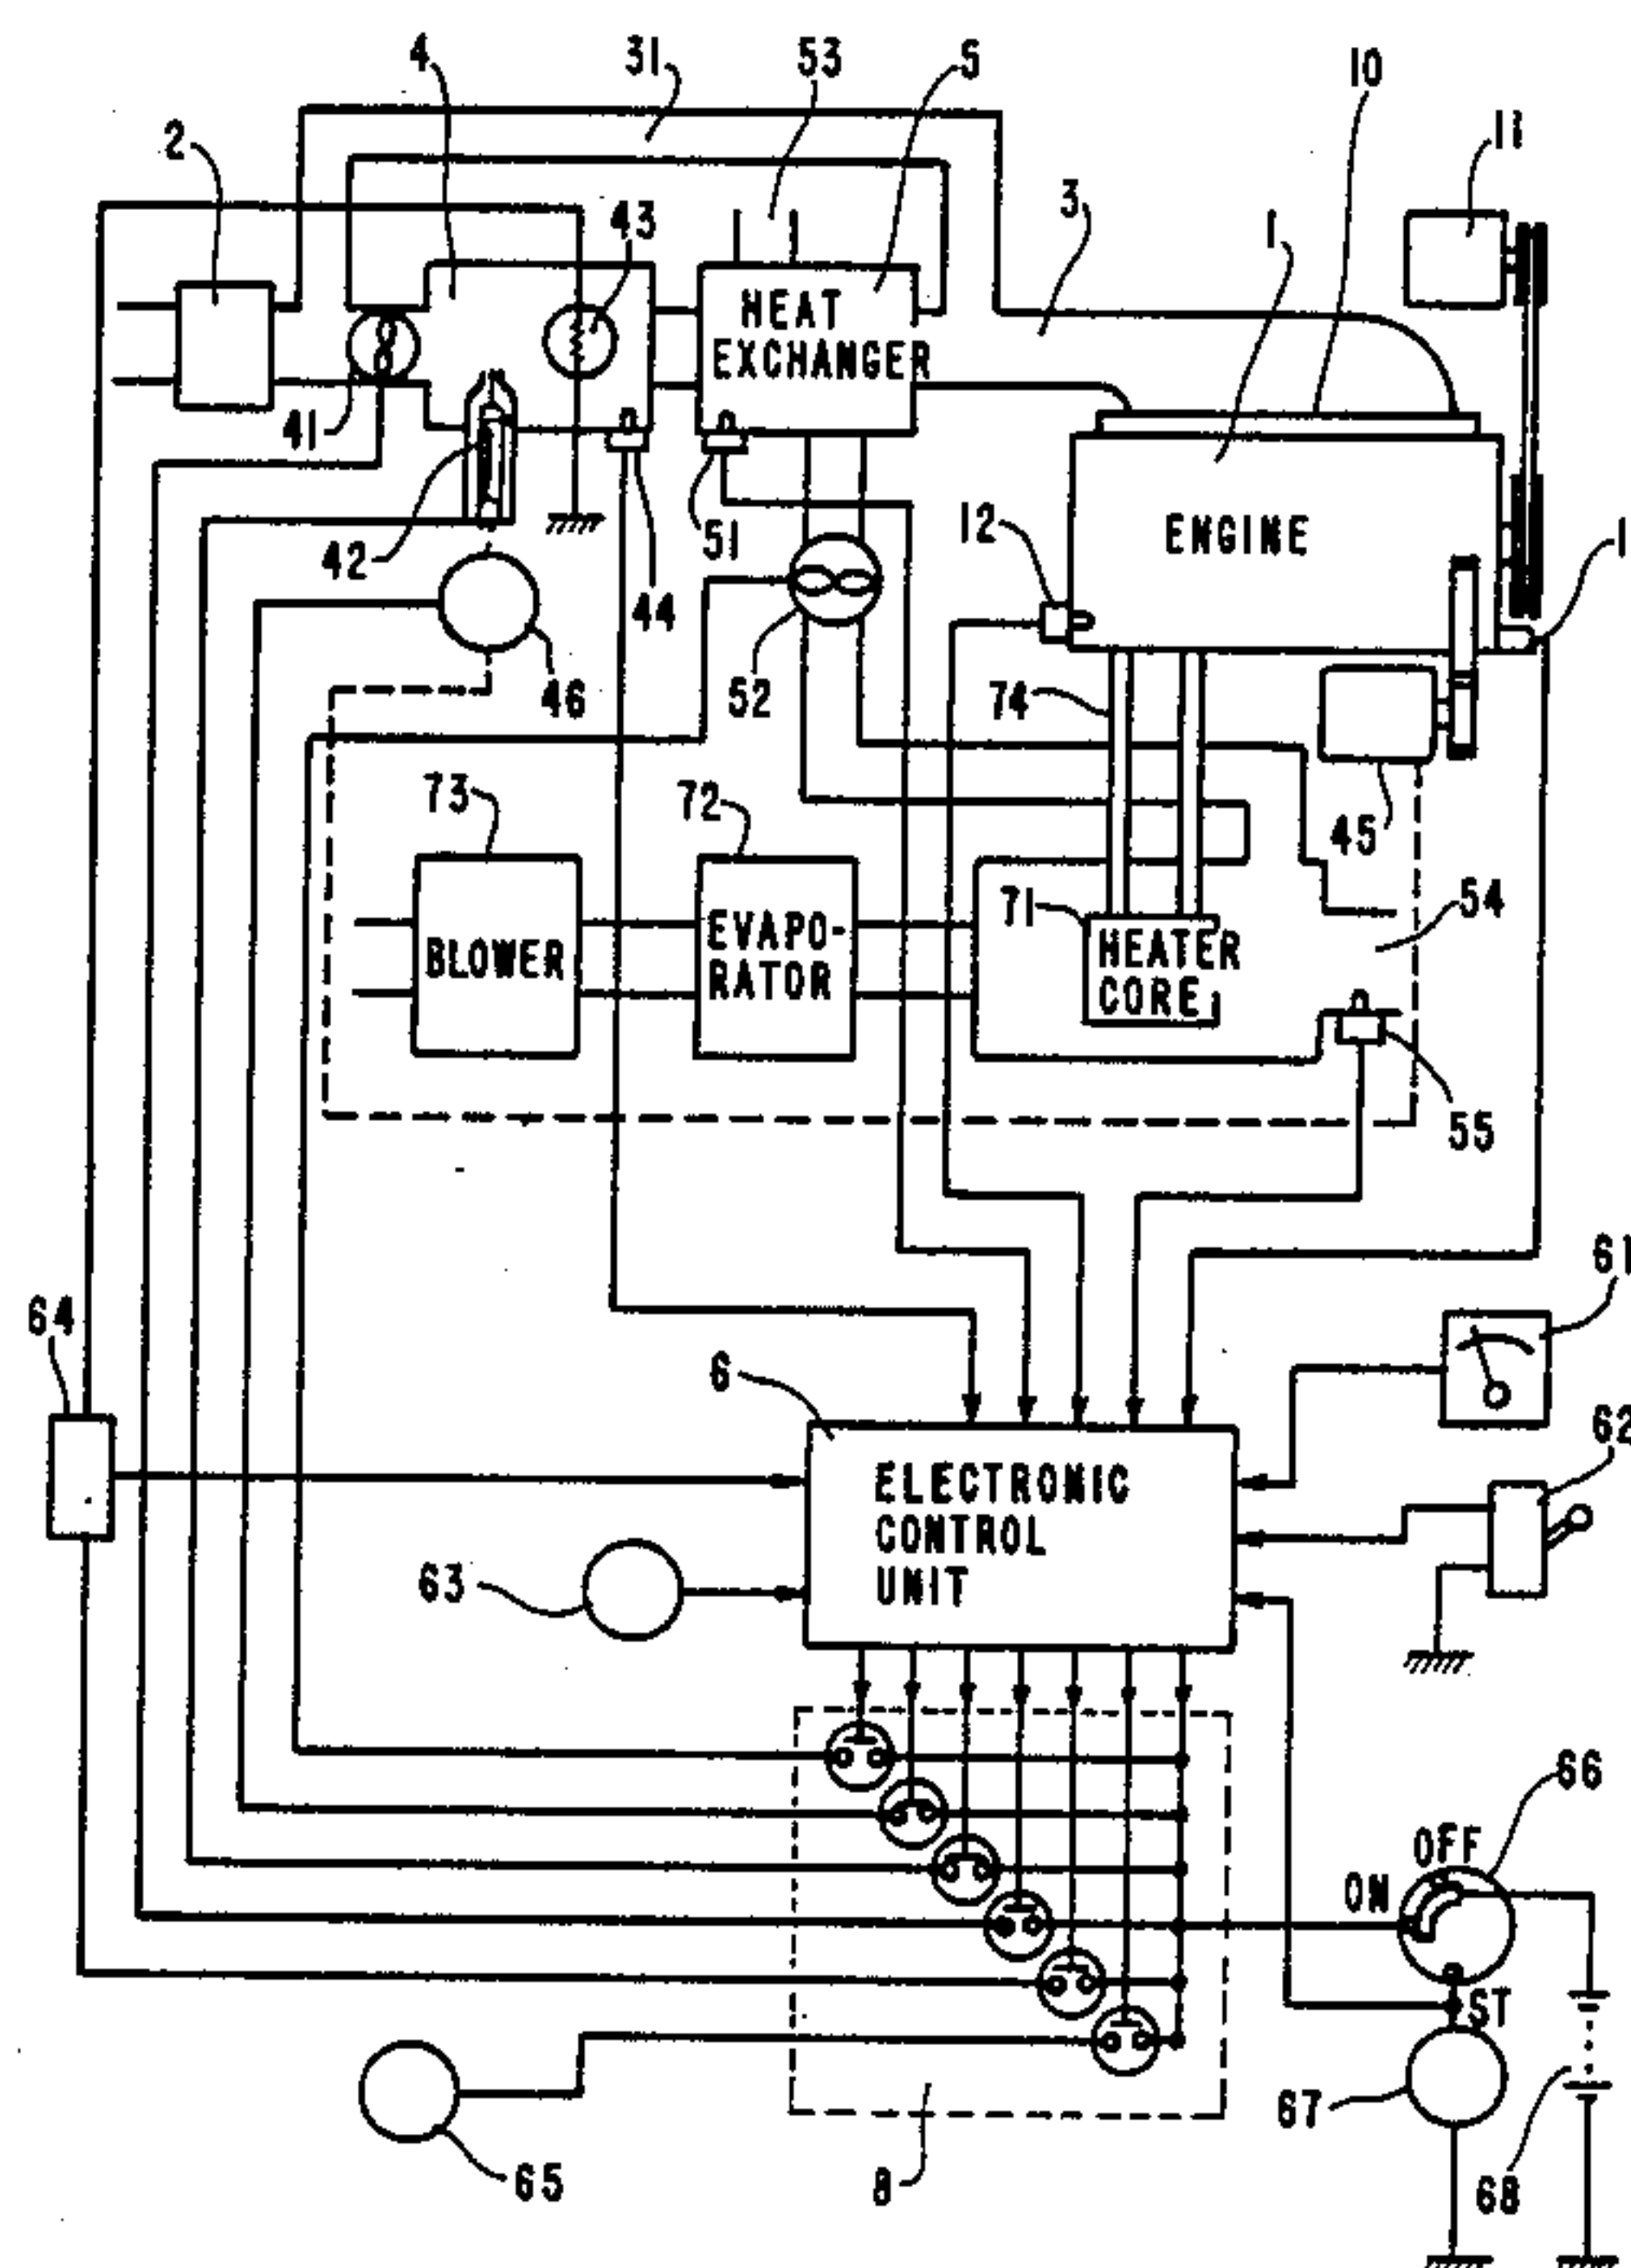 4
31
53
5
10
11
2
3
1
43
HEAT
EXCHANGER
41
42
51
12
ENGINE
1
44
46
52
74
73
72
45
54
71
BLOWER
EVAPO-
RATOR
HEATER
CORE
55
61
64
6
62
ELECTRONIC
CONTROL
UNIT
63
66
OFF
ON
ST
67
68
65
8